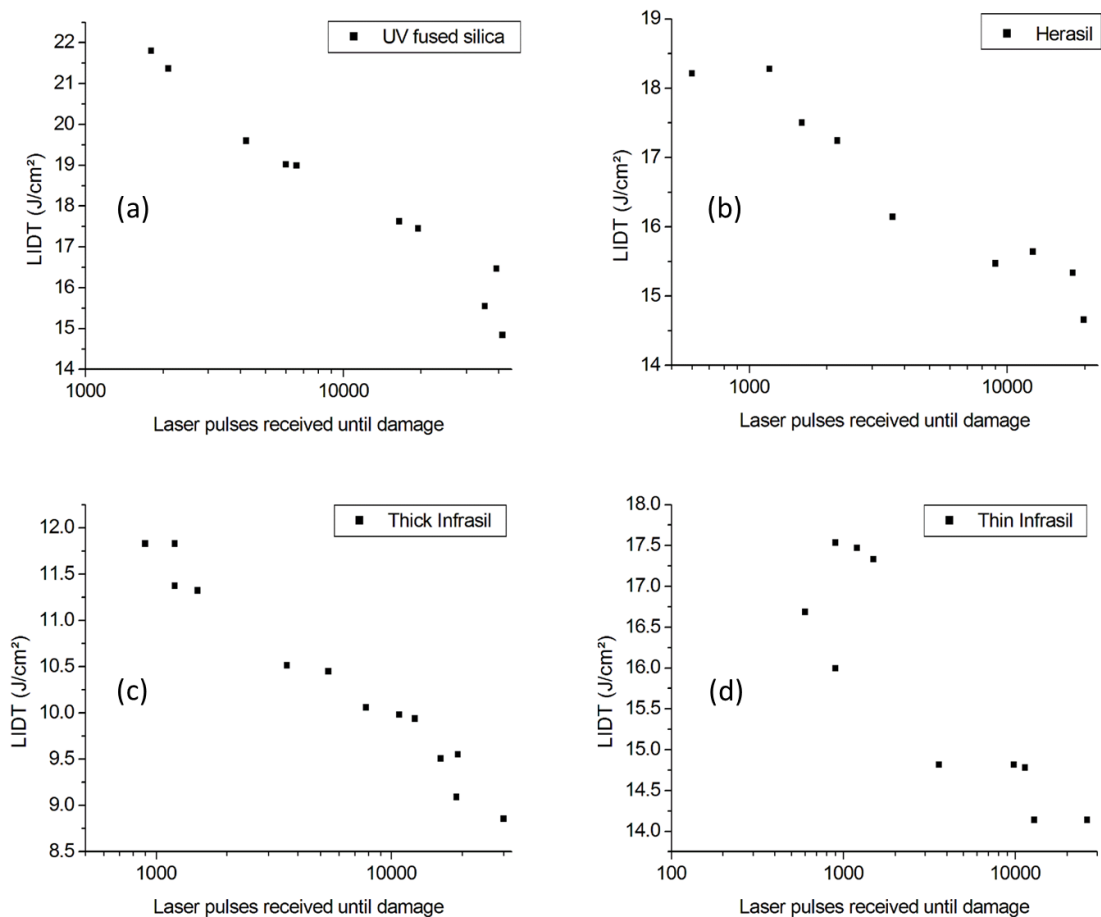 UV fused silica
22
21
20
19
18
17
16
15
14
LIDT (J/cm²)
(a)
1000
10000
Laser pulses received until damage
Herasil
19
18
17
16
15
14
LIDT (J/cm²)
(b)
1000
10000
Laser pulses received until damage
Thick Infrasil
12.0
11.5
11.0
10.5
10.0
9.5
9.0
8.5
LIDT (J/cm²)
(c)
1000
10000
Laser pulses received until damage
Thin Infrasil
18.0
17.5
17.0
16.5
16.0
15.5
15.0
14.5
14.0
LIDT (J/cm²)
(d)
100
1000
10000
Laser pulses received until damage